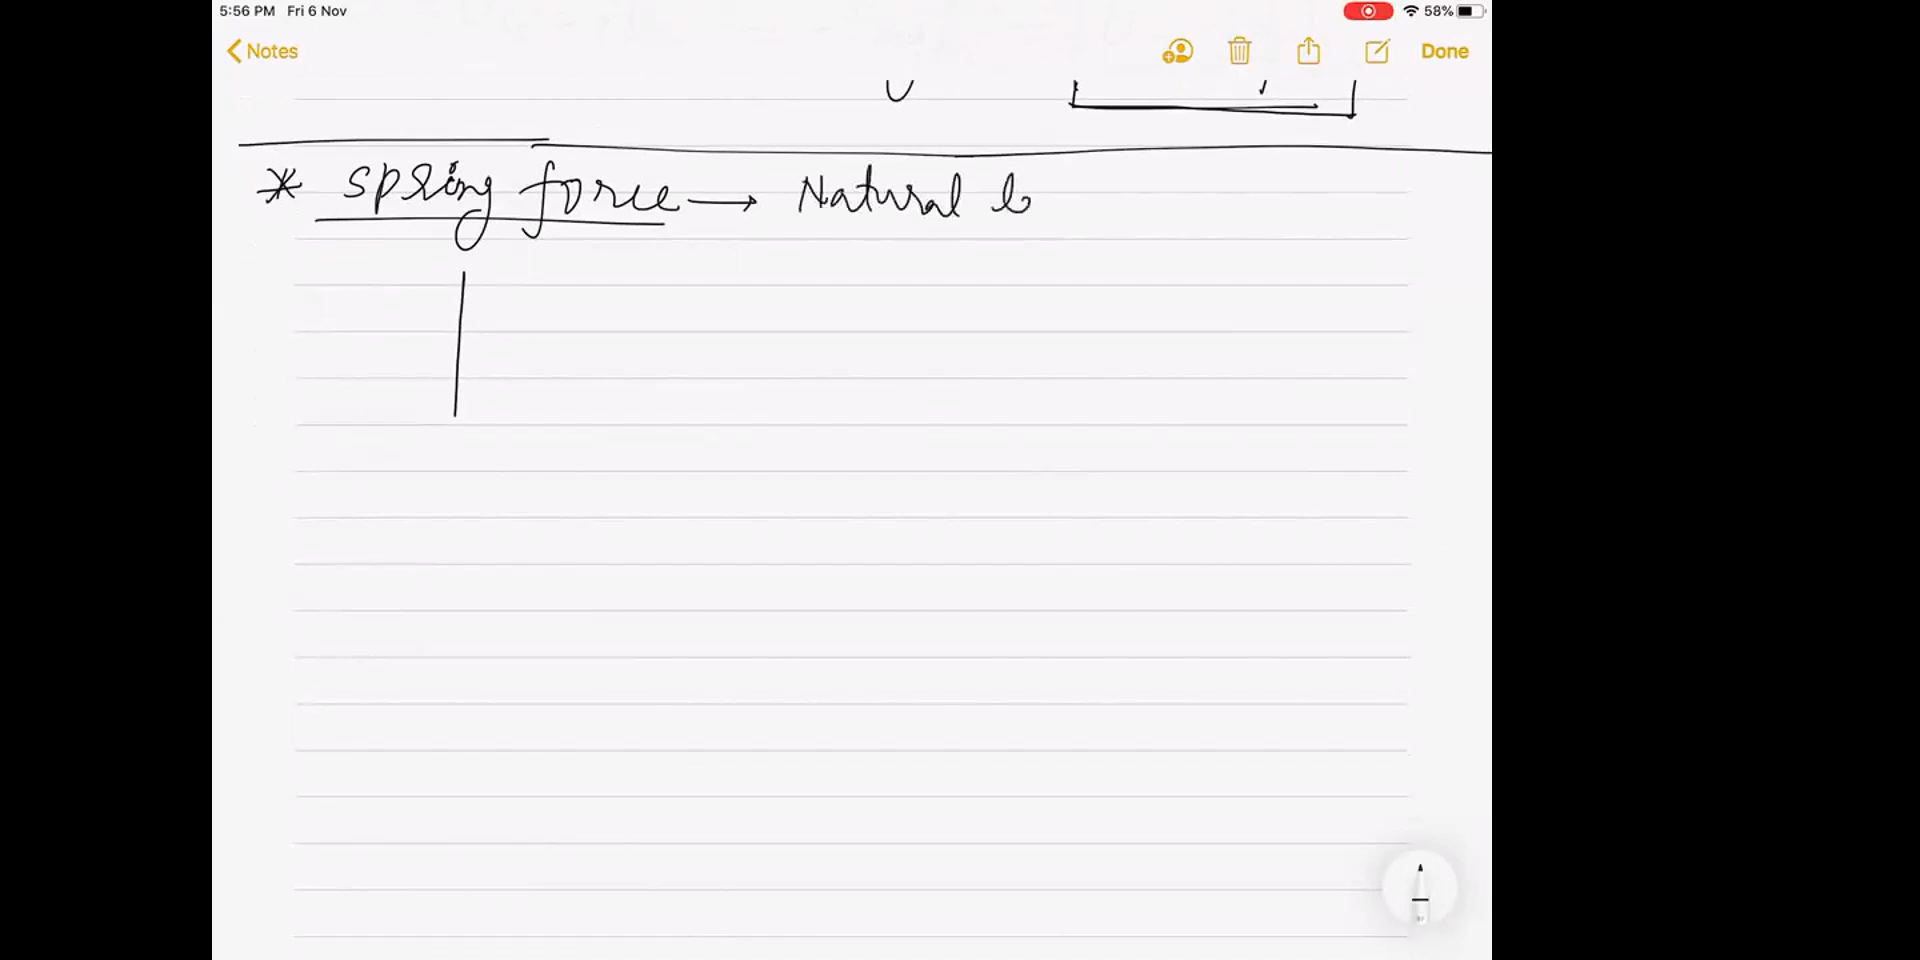 5:56 PM Fri 6 Nov
58%
Notes
Done
* Spring force → Natural